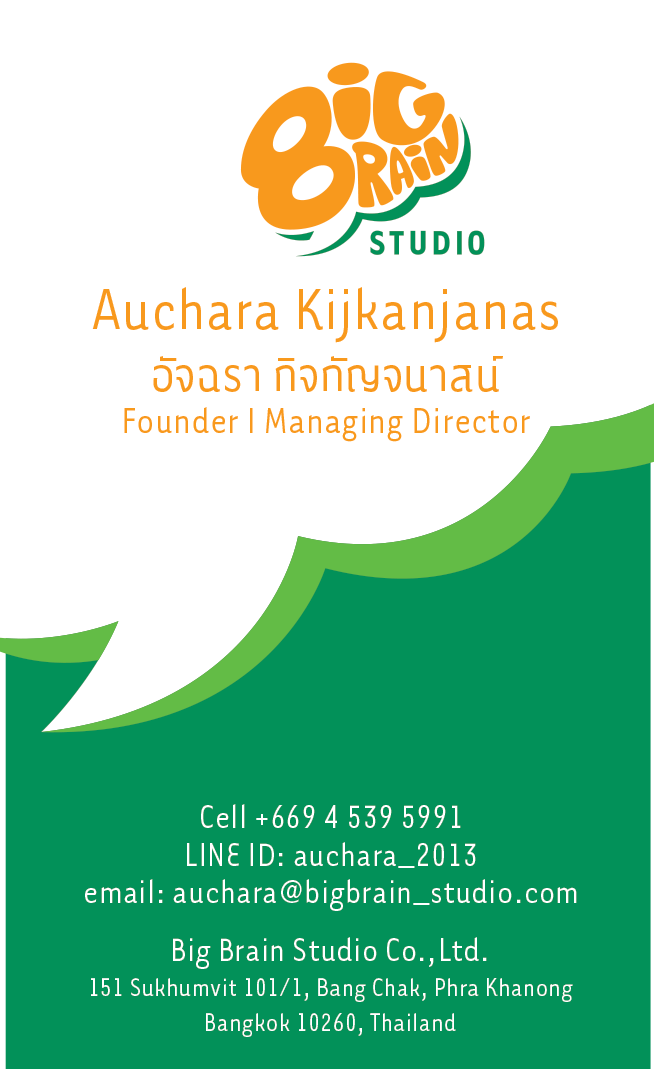 BiG
BRAiN
STUDIO
Auchara Kijkanjanas
อัจฉรา กิจกัญจนาสน์
Founder | Managing Director
Cell +669 4 539 5991
LINE ID: auchara_2013
email: auchara@bigbrain_studio.com
Big Brain Studio Co.,Ltd.
151 Sukhumvit 101/1, Bang Chak, Phra Khanong
Bangkok 10260, Thailand